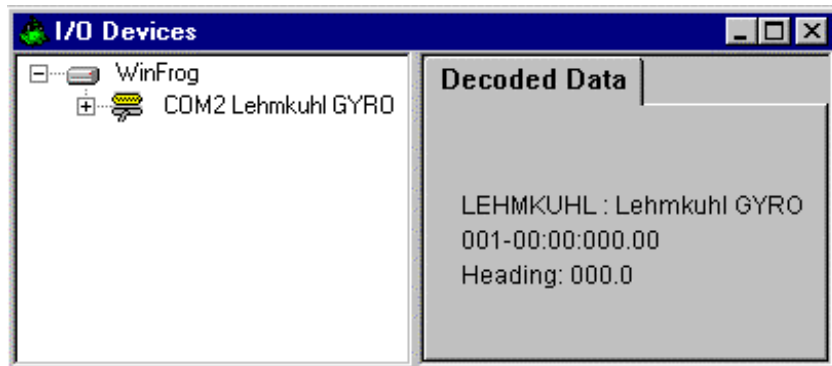 I/O Devices
WinFrog
COM2 Lehmkuhl GYRO
Decoded Data
LEHMKUHL : Lehmkuhl GYRO
001-00:00:000.00
Heading: 000.0